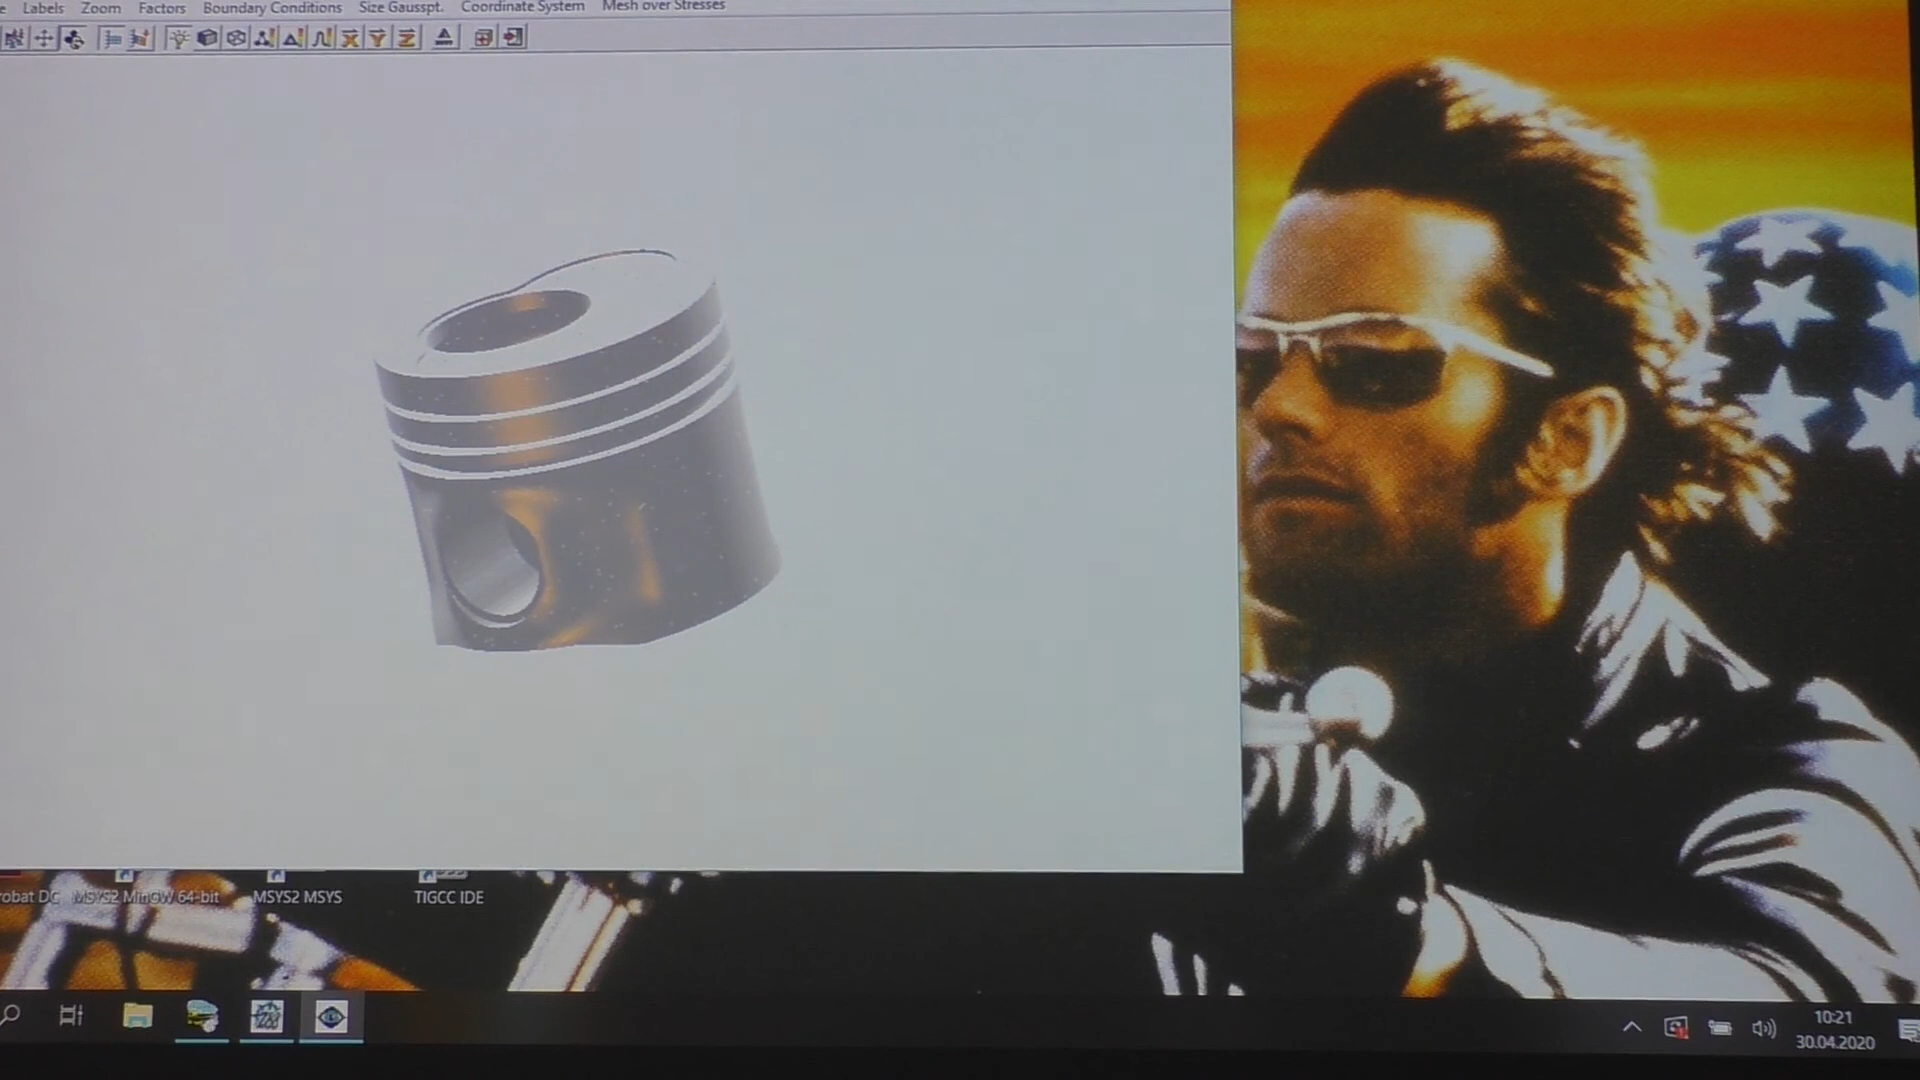 Labels Zoom Factors Boundary Conditions Size Gausspt. Coordinate System Mesh over Stresses
X Y Z
obat DC MSYS2 MinGW 64-bit MSYS2 MSYS TIGCC IDE
10:21
30.04.2020